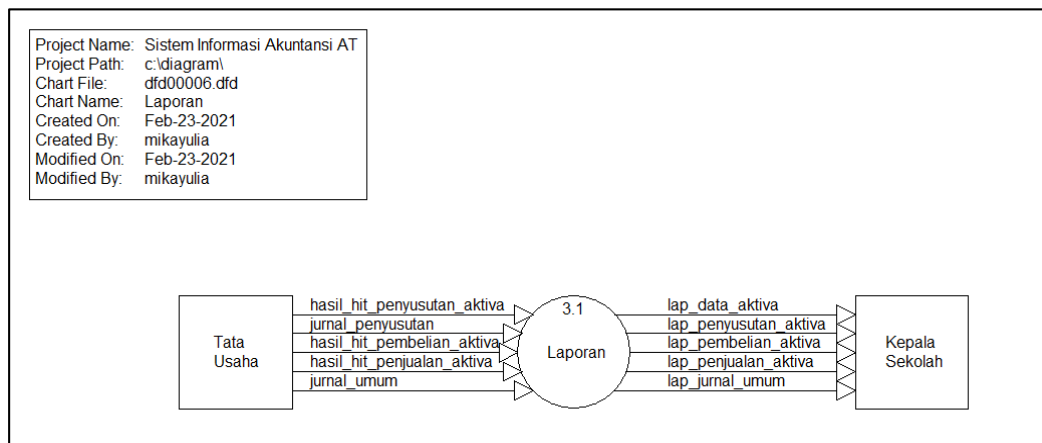 Project Name: Sistem Informasi Akuntansi AT
Project Path: c:\diagram\
Chart File: dfd00006.dfd
Chart Name: Laporan
Created On: Feb-23-2021
Created By: mikayulia
Modified On: Feb-23-2021
Modified By: mikayulia
Tata
Usaha
hasil_hit_penyusutan_aktiva
jurnal_penyusutan
hasil_hit_pembelian_aktiva
hasil_hit_penjualan_aktiva
jurnal_umum
3.1
Laporan
lap_data_aktiva
lap_penyusutan_aktiva
lap_pembelian_aktiva
lap_penjualan_aktiva
lap_jurnal_umum
Kepala
Sekolah